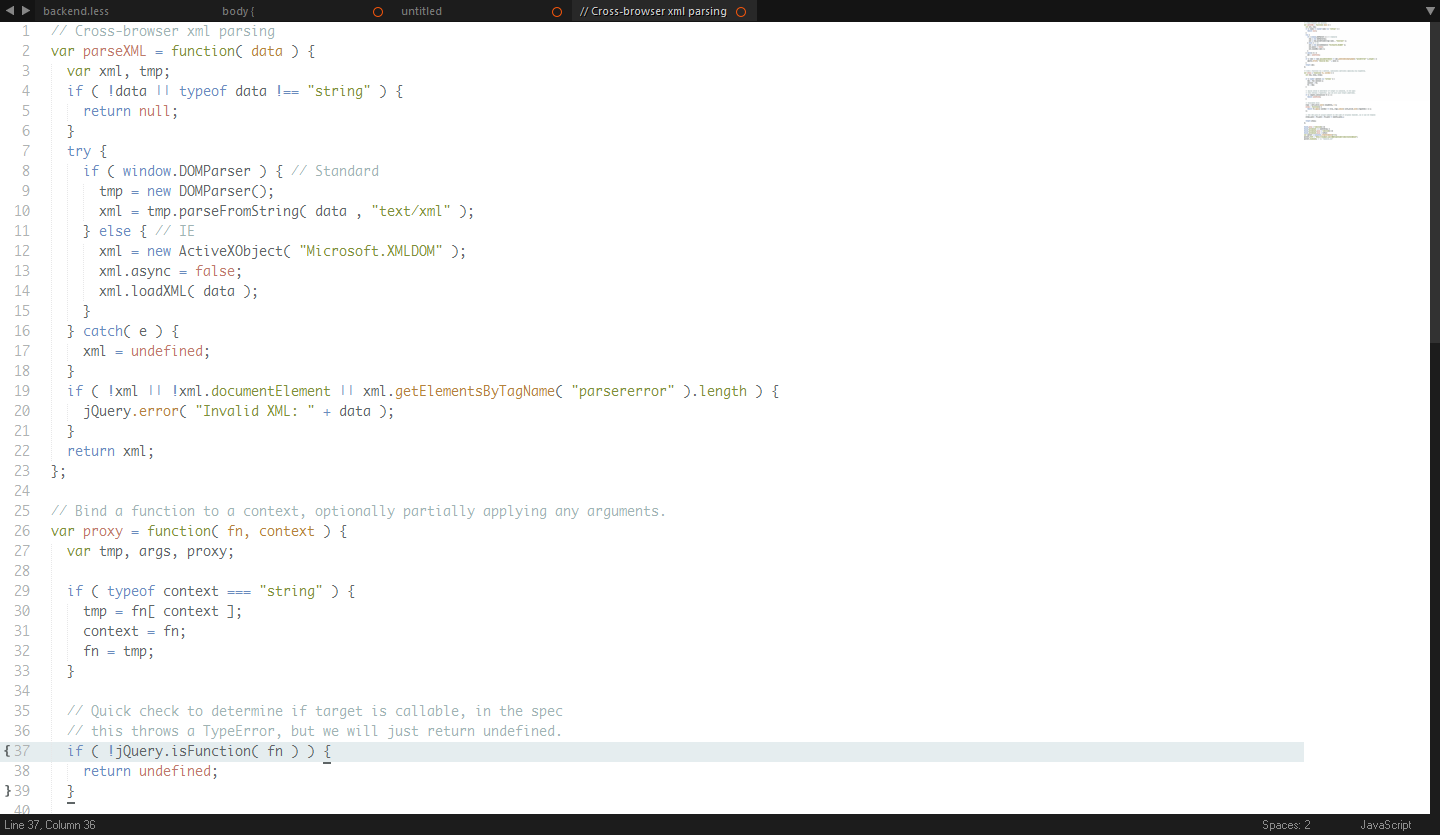 backend.less body { untitled // Cross-browser xml parsing
1 // Cross-browser xml parsing
2 var parseXML = function( data ) {
3 var xml, tmp;
4 if ( !data || typeof data !== "string" ) {
5 return null;
6 }
7 try {
8 if ( window.DOMParser ) { // Standard
9 tmp = new DOMParser();
10 xml = tmp.parseFromString( data , "text/xml" );
11 } else { // IE
12 xml = new ActiveXObject( "Microsoft.XMLDOM" );
13 xml.async = false;
14 xml.loadXML( data );
15 }
16 } catch( e ) {
17 xml = undefined;
18 }
19 if ( !xml || !xml.documentElement || xml.getElementsByTagName( "parsererror" ).length ) {
20 jQuery.error( "Invalid XML: " + data );
21 }
22 return xml;
23 };
24
25 // Bind a function to a context, optionally partially applying any arguments.
26 var proxy = function( fn, context ) {
27 var tmp, args, proxy;
28
29 if ( typeof context === "string" ) {
30 tmp = fn[ context ];
31 context = fn;
32 fn = tmp;
33 }
34
35 // Quick check to determine if target is callable, in the spec
36 // this throws a TypeError, but we will just return undefined.
{ 37 if ( !jQuery.isFunction( fn ) ) {
38 return undefined;
} 39 }
40
Line 37, Column 36 Spaces: 2 JavaScript